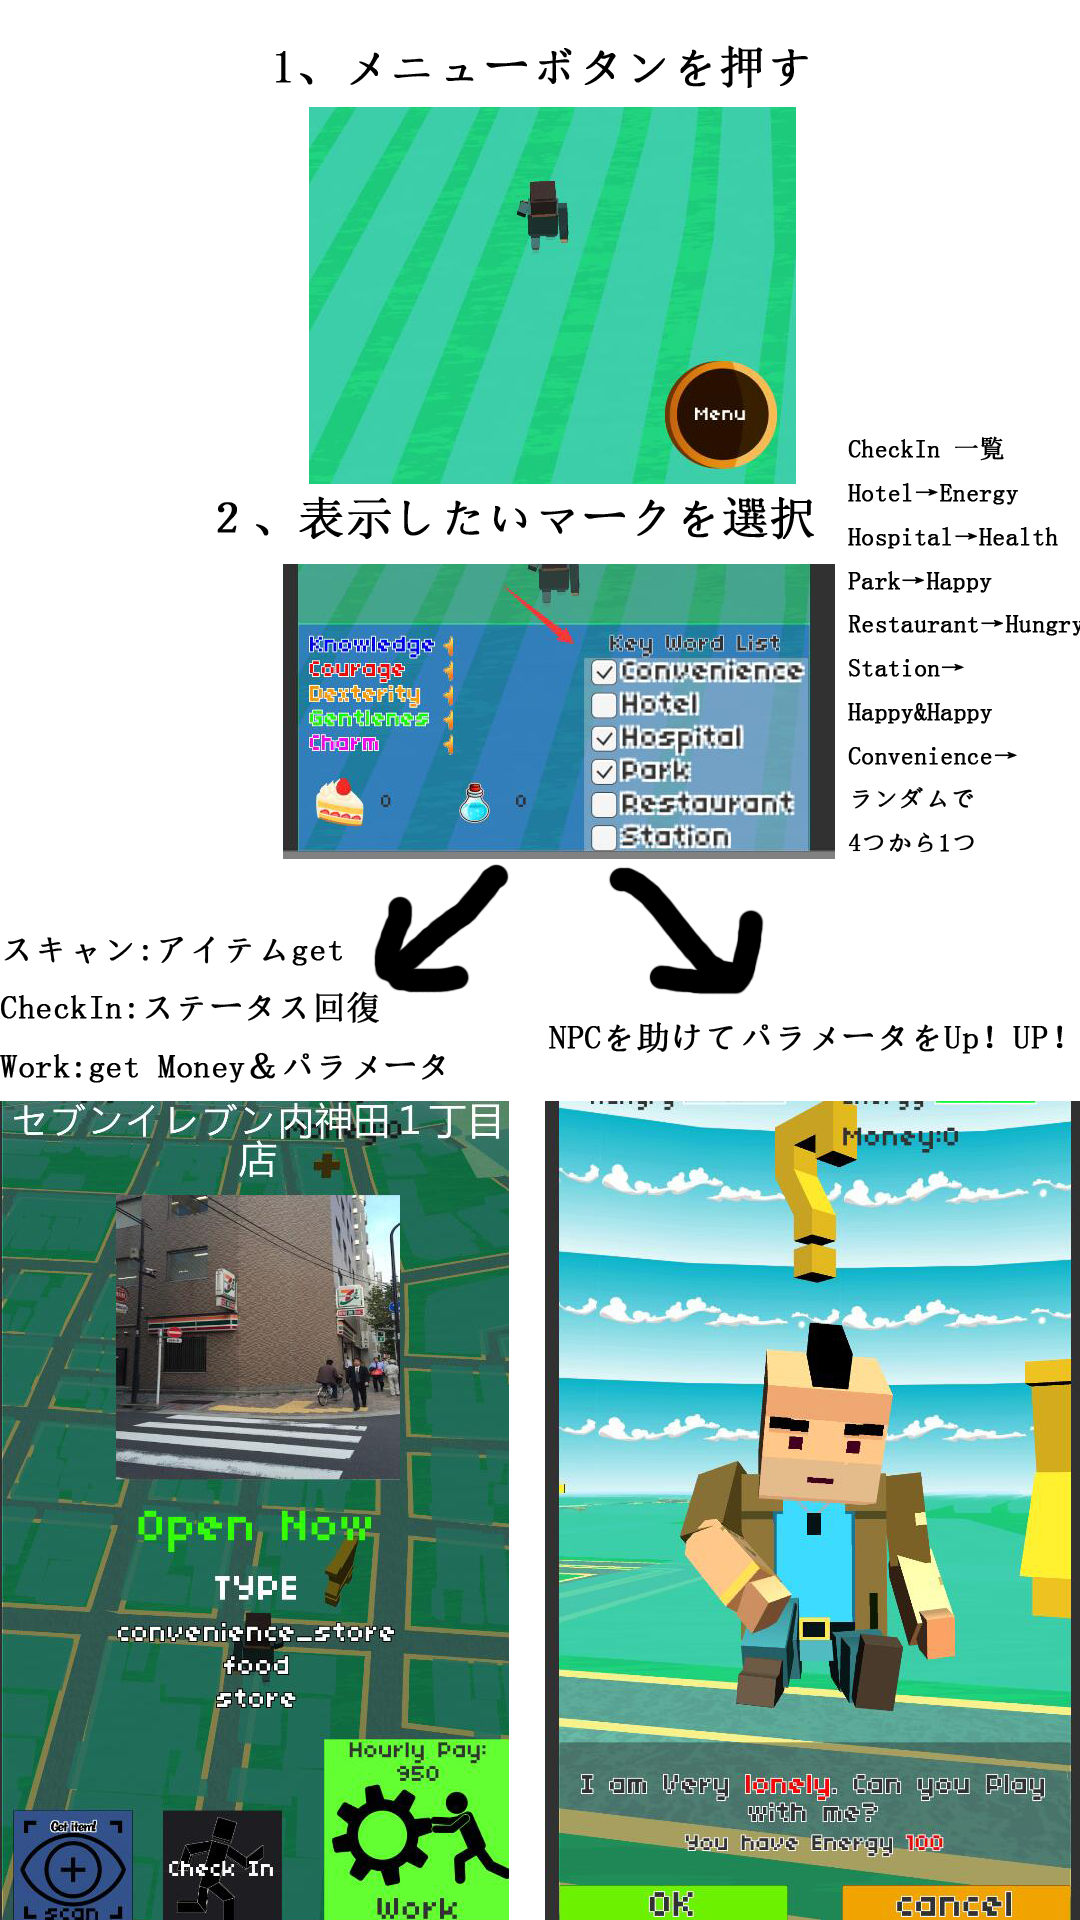 1、メニューボタンを押す
Menu
2、表示したいマークを選択
CheckIn 一覧
Hotel→Energy
Hospital→Health
Park→Happy
Restaurant→Hungry
Station→
Happy&Happy
Convenience→
ランダムで
4つから1つ
Knowledge
Courage
Dexterity
Gentlenes
Charm
0
0
Key Word List
Convenience
Hotel
Hospital
Park
Restaurant
Station
スキャン:アイテムget
CheckIn:ステータス回復
Work:get Money＆パラメータ
NPCを助けてパラメータをUp! UP!
セブンイレブン内神田１丁目
店
Open Now
TYPE
convenience_store
food
store
Hourly Pay:
950
Get item!
scan
Check In
Work
Money:0
I am Very lonely. Can you Play
with me?
You have Energy 100
OK
cancel